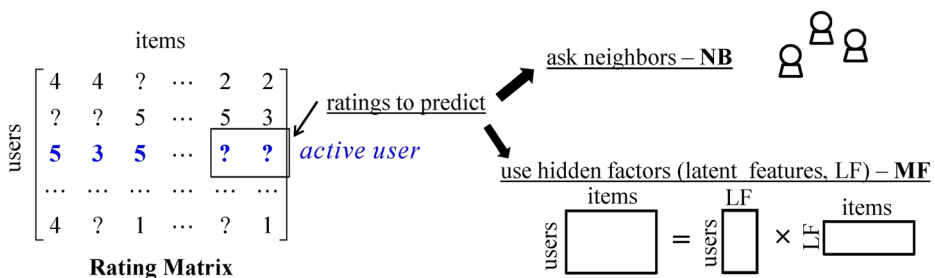 items
users
4 4 ? ··· 2 2
? ? 5 ··· 5 3
5 3 5 ··· ? ?
... ... ... ... ... ...
4 ? 1 ··· ? 1
Rating Matrix
ratings to predict
active user
ask neighbors – NB
use hidden factors (latent features, LF) – MF
items
users
=
LF
users
×
items
LF